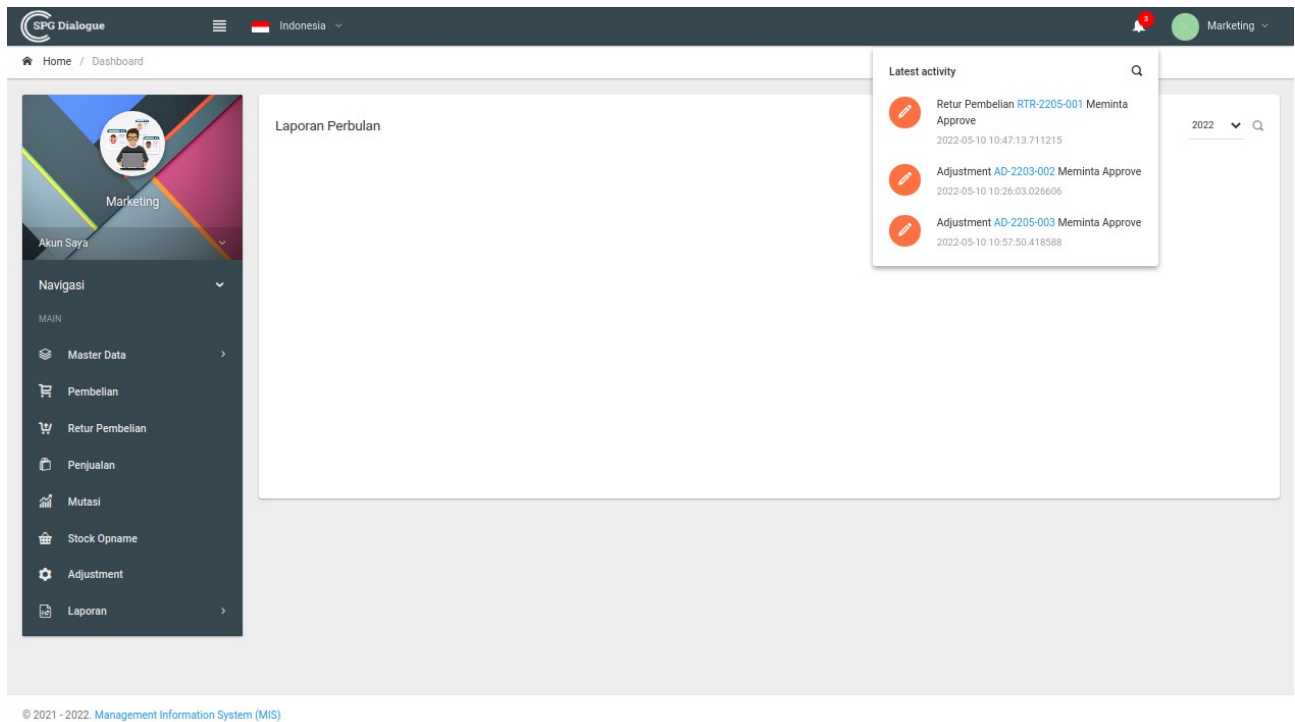 SPG Dialogue
Indonesia
3
Marketing
Home / Dashboard
Latest activity
Retur Pembelian RTR-2205-001 Meminta
Approve
2022-05-10 10:47:13.711215
Adjustment AD-2203-002 Meminta Approve
2022-05-10 10:26:03.026606
Adjustment AD-2205-003 Meminta Approve
2022-05-10 10:57:50.418588
Laporan Perbulan
2022
Marketing
Akun Saya
Navigasi
MAIN
Master Data
Pembelian
Retur Pembelian
Penjualan
Mutasi
Stock Opname
Adjustment
Laporan
© 2021 - 2022. Management Information System (MIS)